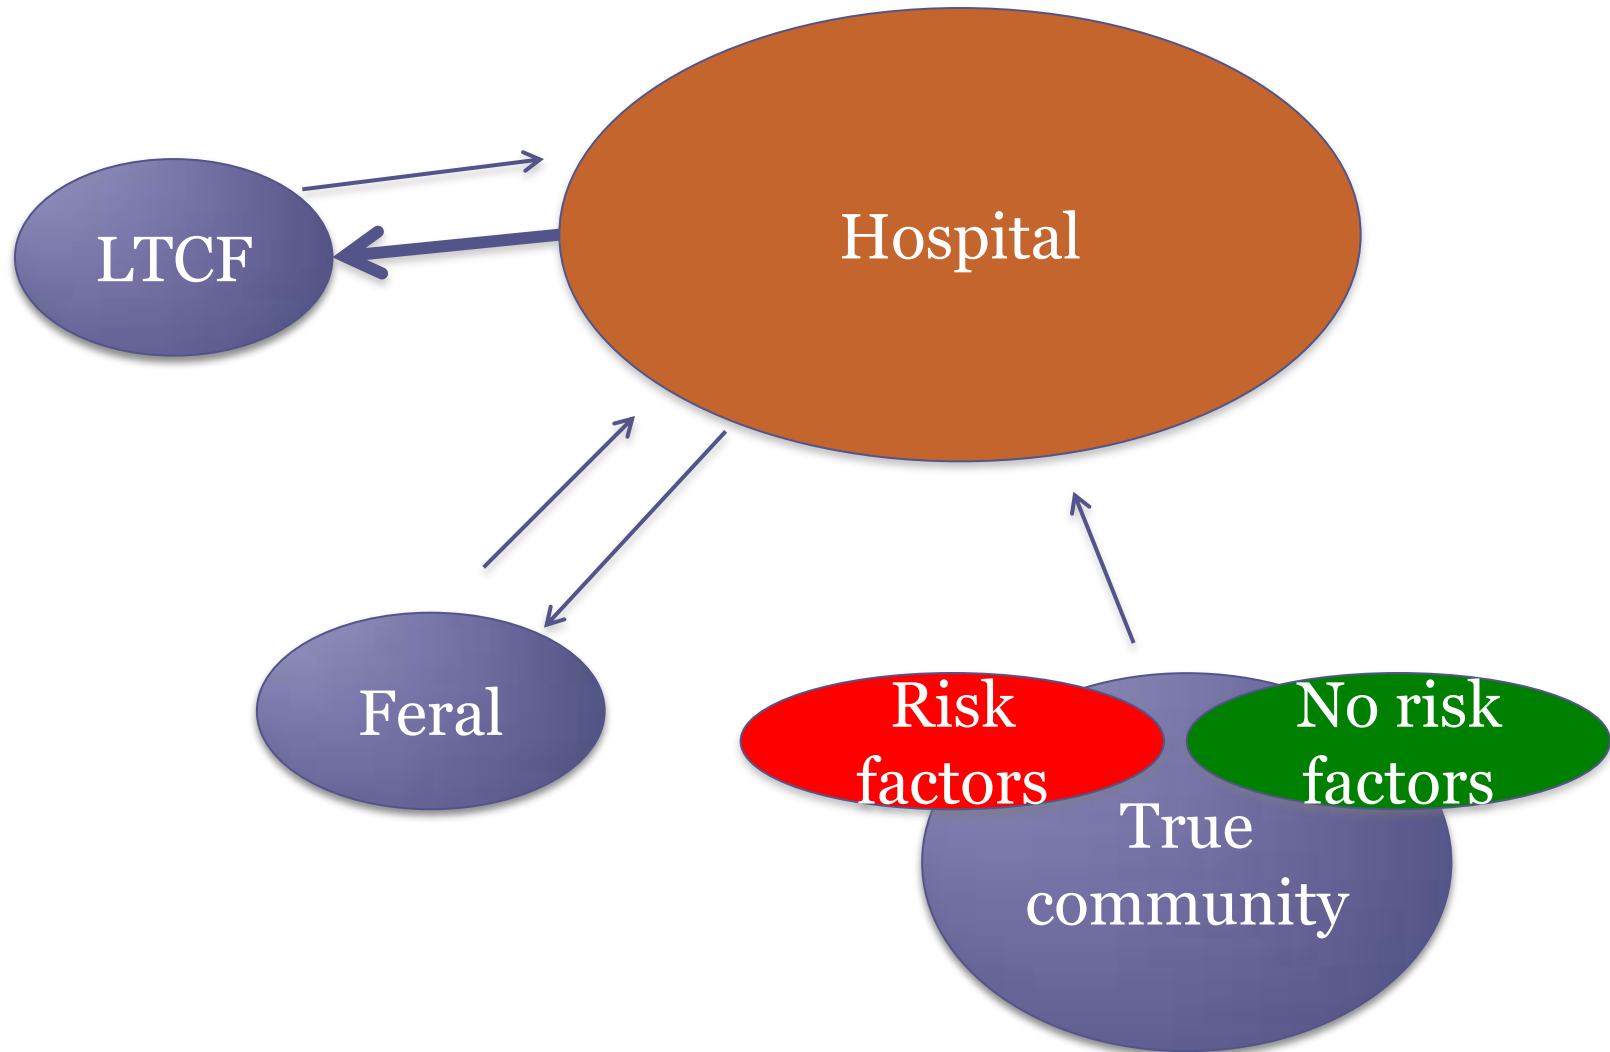 Hospital
LTCF
Feral
Risk
factors
No risk
factors
True
community